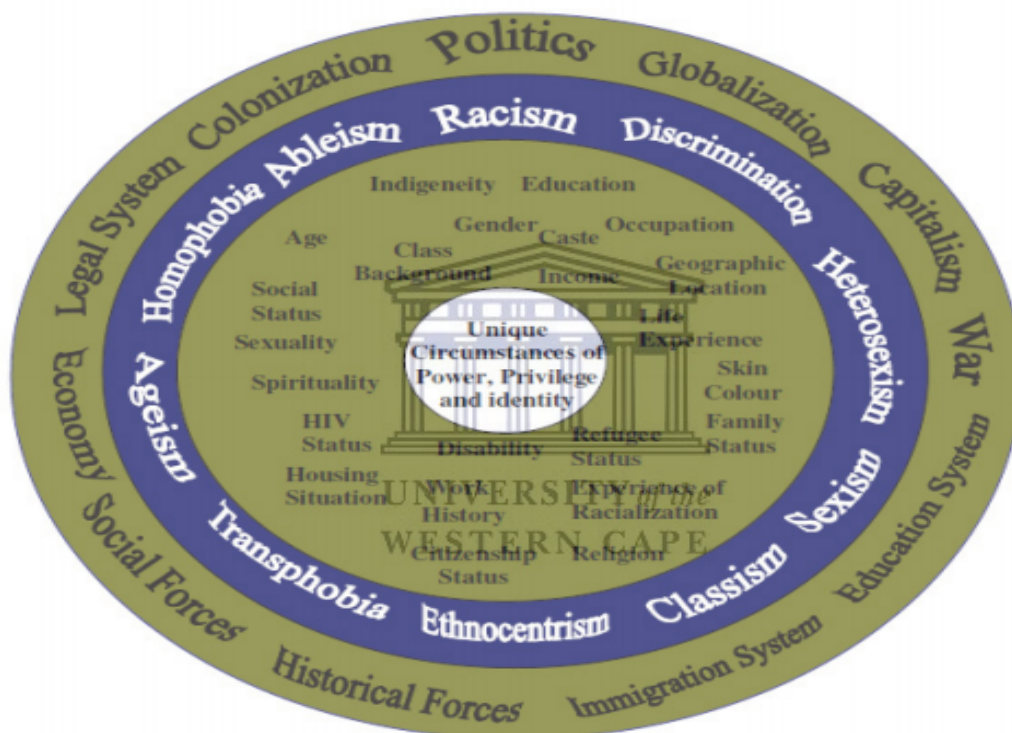 Politics
Globalization
Capitalism
War
Education System
Immigration System
Historical Forces
Social Forces
Economy
Legal System
Colonization
Racism
Discrimination
Heterosexism
Sexism
Classism
Ethnocentrism
Transphobia
Ageism
Homophobia
Ableism
Indigeneity
Education
Age
Gender
Caste
Occupation
Class
Background
Income
Geographic
Location
Social
Status
Life
Experience
Sexuality
Skin
Colour
Spirituality
Family
Status
HIV
Status
Disability
Refugee
Status
Housing
Situation
Work
History
Experience of
Racialization
Citizenship
Status
Religion
Unique
Circumstances of
Power, Privilege
and identity
UNIVERSITY of the
WESTERN CAPE